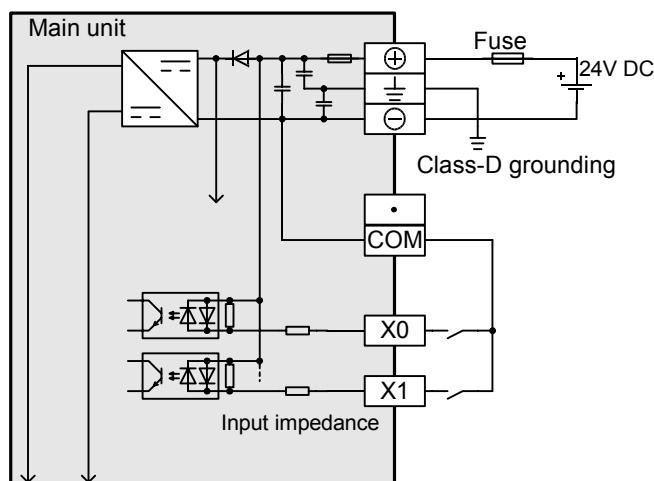 Main unit
Fuse
24V DC
+
Class-D grounding
COM
X0
X1
Input impedance